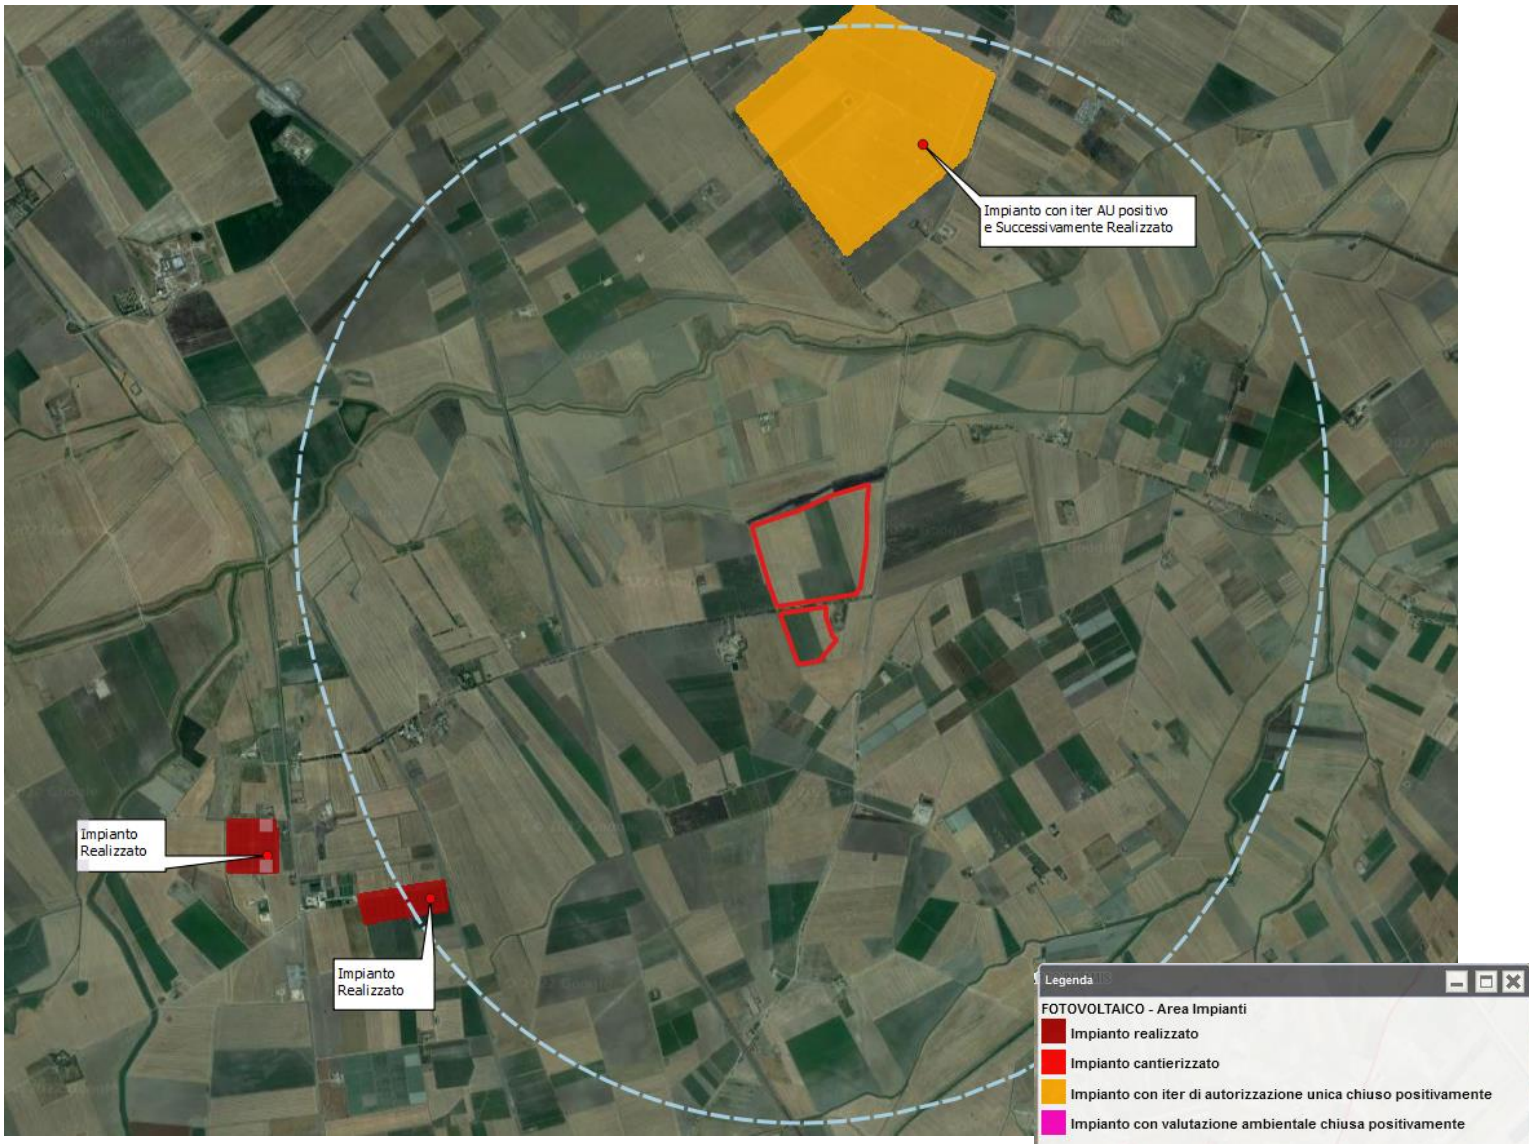 Impianto con iter AU positivo
e Successivamente Realizzato
Impianto
Realizzato
Impianto
Realizzato
Legenda
FOTOVOLTAICO - Area Impianti
Impianto realizzato
Impianto cantierizzato
Impianto con iter di autorizzazione unica chiuso positivamente
Impianto con valutazione ambientale chiusa positivamente